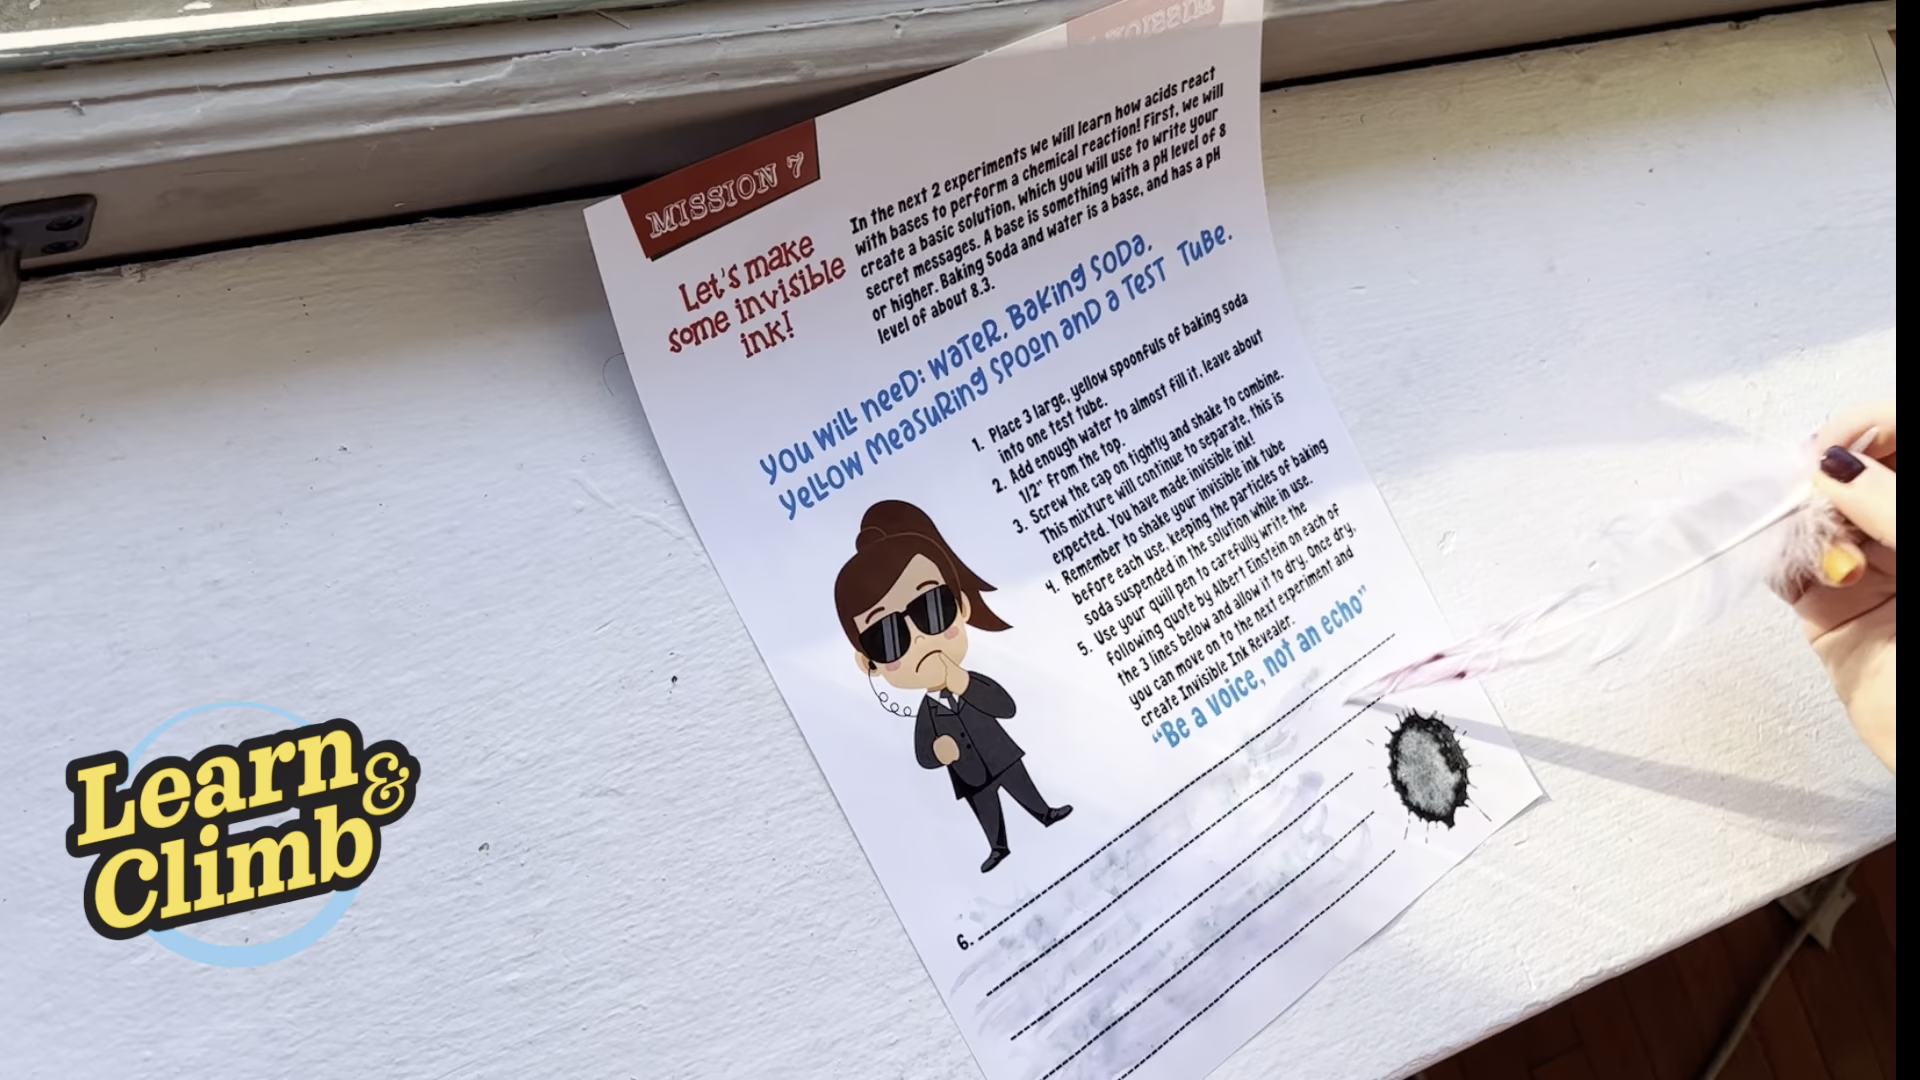 MISSION 7
Let's make
some invisible
ink!
In the next 2 experiments we will learn how acids react
with bases to perform a chemical reaction! First, we will
create a basic solution, which you will use to write your
secret messages. A base is something with a pH level of 8
or higher. Baking Soda and water is a base, and has a pH
level of about 8.3.
You will need: water, baking soda,
yellow measuring spoon and a test tube.
1. Place 3 large, yellow spoonfuls of baking soda
into one test tube.
2. Add enough water to almost fill it, leave about
1/2" from the top.
3. Screw the cap on tightly and shake to combine.
This mixture will continue to separate, this is
expected. You have made invisible ink!
4. Remember to shake your invisible ink tube
before each use, keeping the particles of baking
soda suspended in the solution while in use.
5. Use your quill pen to carefully write the
following quote by Albert Einstein on each of
the 3 lines below and allow it to dry. Once dry,
you can move on to the next experiment and
create Invisible Ink Revealer.
"Be a voice, not an echo"
6.
Learn &
Climb